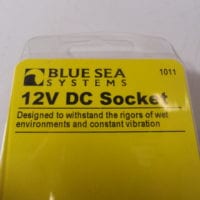 BLUE SEA
SYSTEMS
1011
12V DC Socket
Designed to withstand the rigors of wet
environments and constant vibration